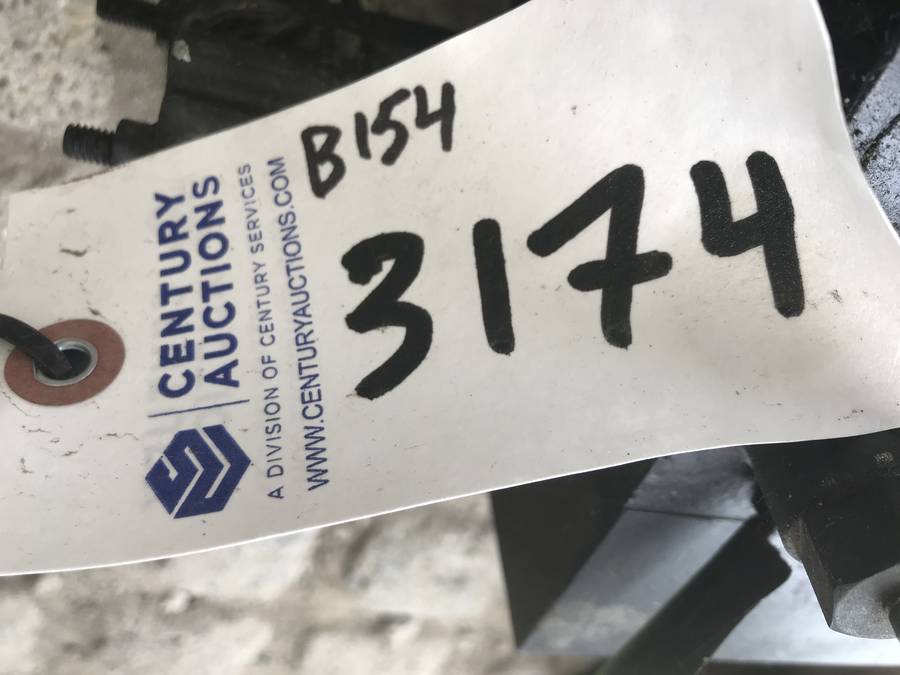 B154
3174
CENTURY
AUCTIONS
A DIVISION OF CENTURY SERVICES
WWW.CENTURYAUCTIONS.COM